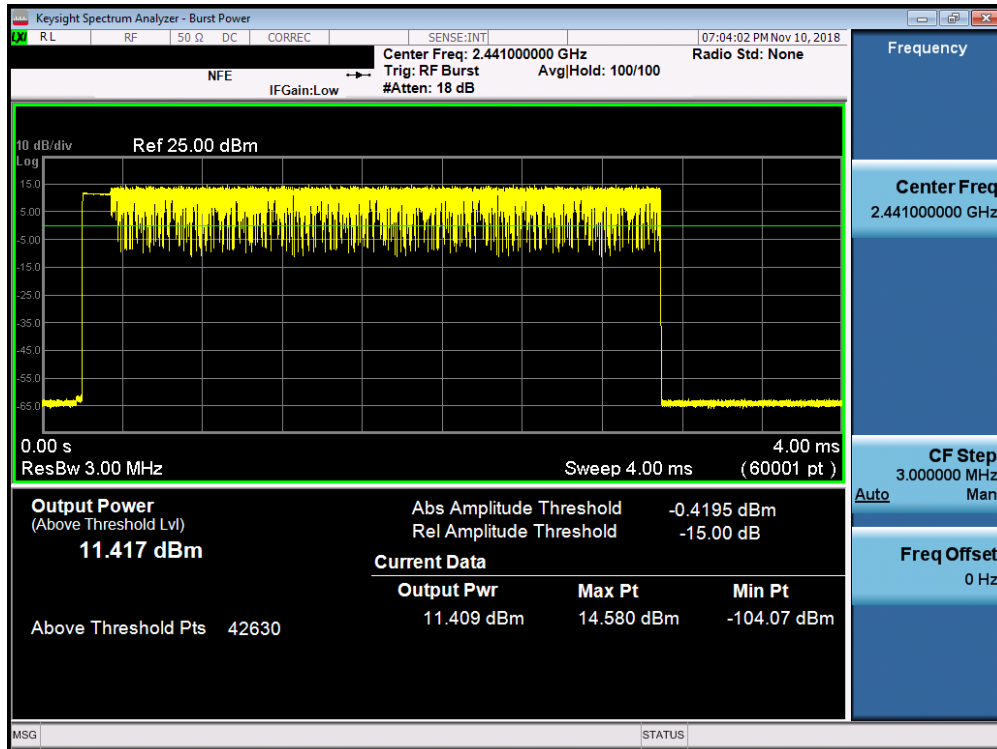 Keysight Spectrum Analyzer - Burst Power
LXI RL RF 50 Ω DC CORREC SENSE:INT 07:04:02 PM Nov 10, 2018
Center Freq: 2.441000000 GHz Radio Std: None
NFE Trig: RF Burst Avg|Hold: 100/100
IFGain:Low #Atten: 18 dB
10 dB/div Ref 25.00 dBm
Log
15.0
5.00
-5.00
-15.0
-25.0
-35.0
-45.0
-55.0
-65.0
0.00 s 4.00 ms
ResBw 3.00 MHz Sweep 4.00 ms (60001 pt)
Output Power
(Above Threshold Lvl)
11.417 dBm
Above Threshold Pts 42630
Abs Amplitude Threshold -0.4195 dBm
Rel Amplitude Threshold -15.00 dB
Current Data
Output Pwr Max Pt Min Pt
11.409 dBm 14.580 dBm -104.07 dBm
Frequency
Center Freq
2.441000000 GHz
CF Step
3.000000 MHz
Auto Man
Freq Offset
0 Hz
MSG STATUS